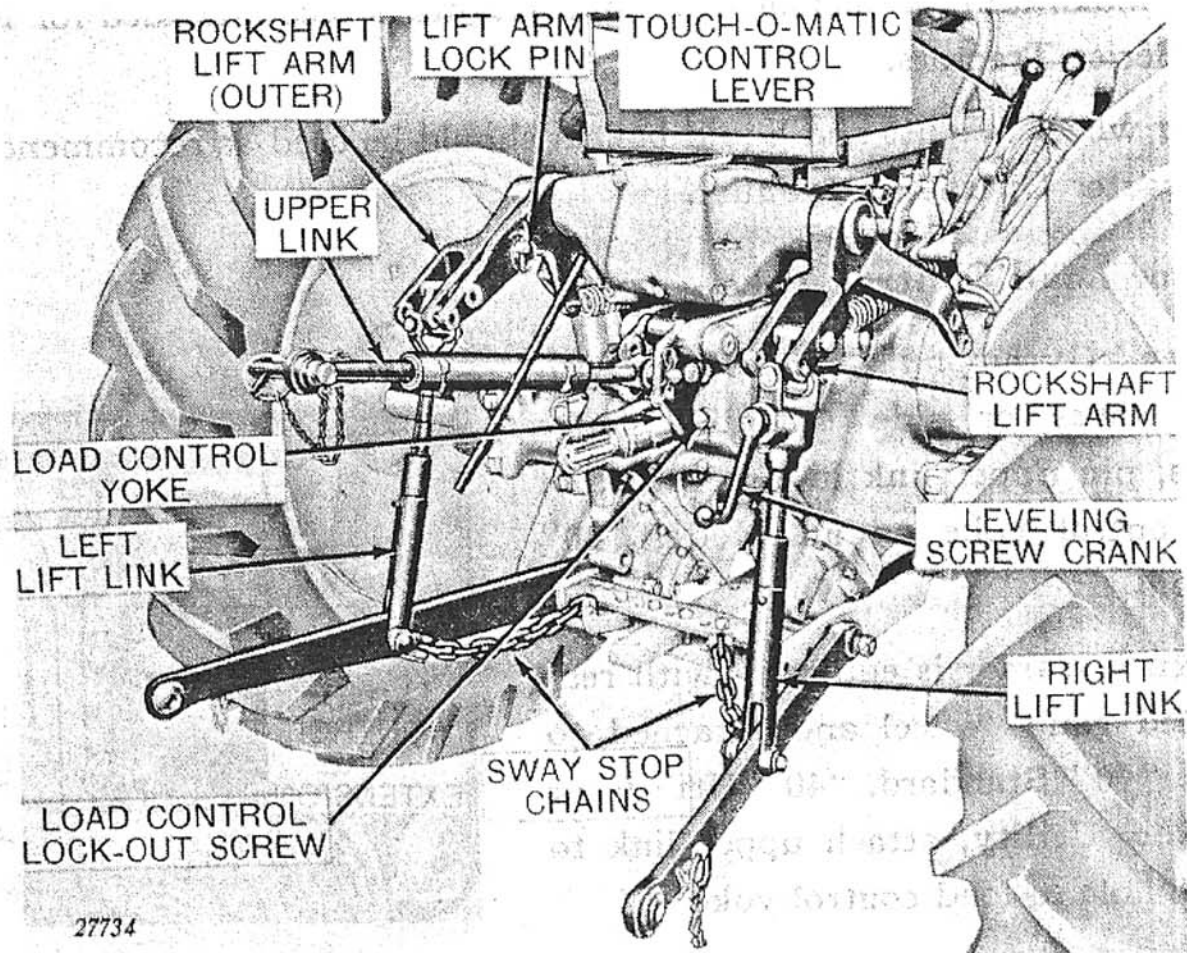 ROCKSHAFT
LIFT ARM
(OUTER)
LIFT ARM
LOCK PIN
TOUCH-O-MATIC
CONTROL
LEVER
UPPER
LINK
ROCKSHAFT
LIFT ARM
LOAD CONTROL
YOKE
LEFT
LIFT LINK
LEVELING
SCREW CRANK
RIGHT
LIFT LINK
SWAY STOP
CHAINS
LOAD CONTROL
LOCK-OUT SCREW
27734